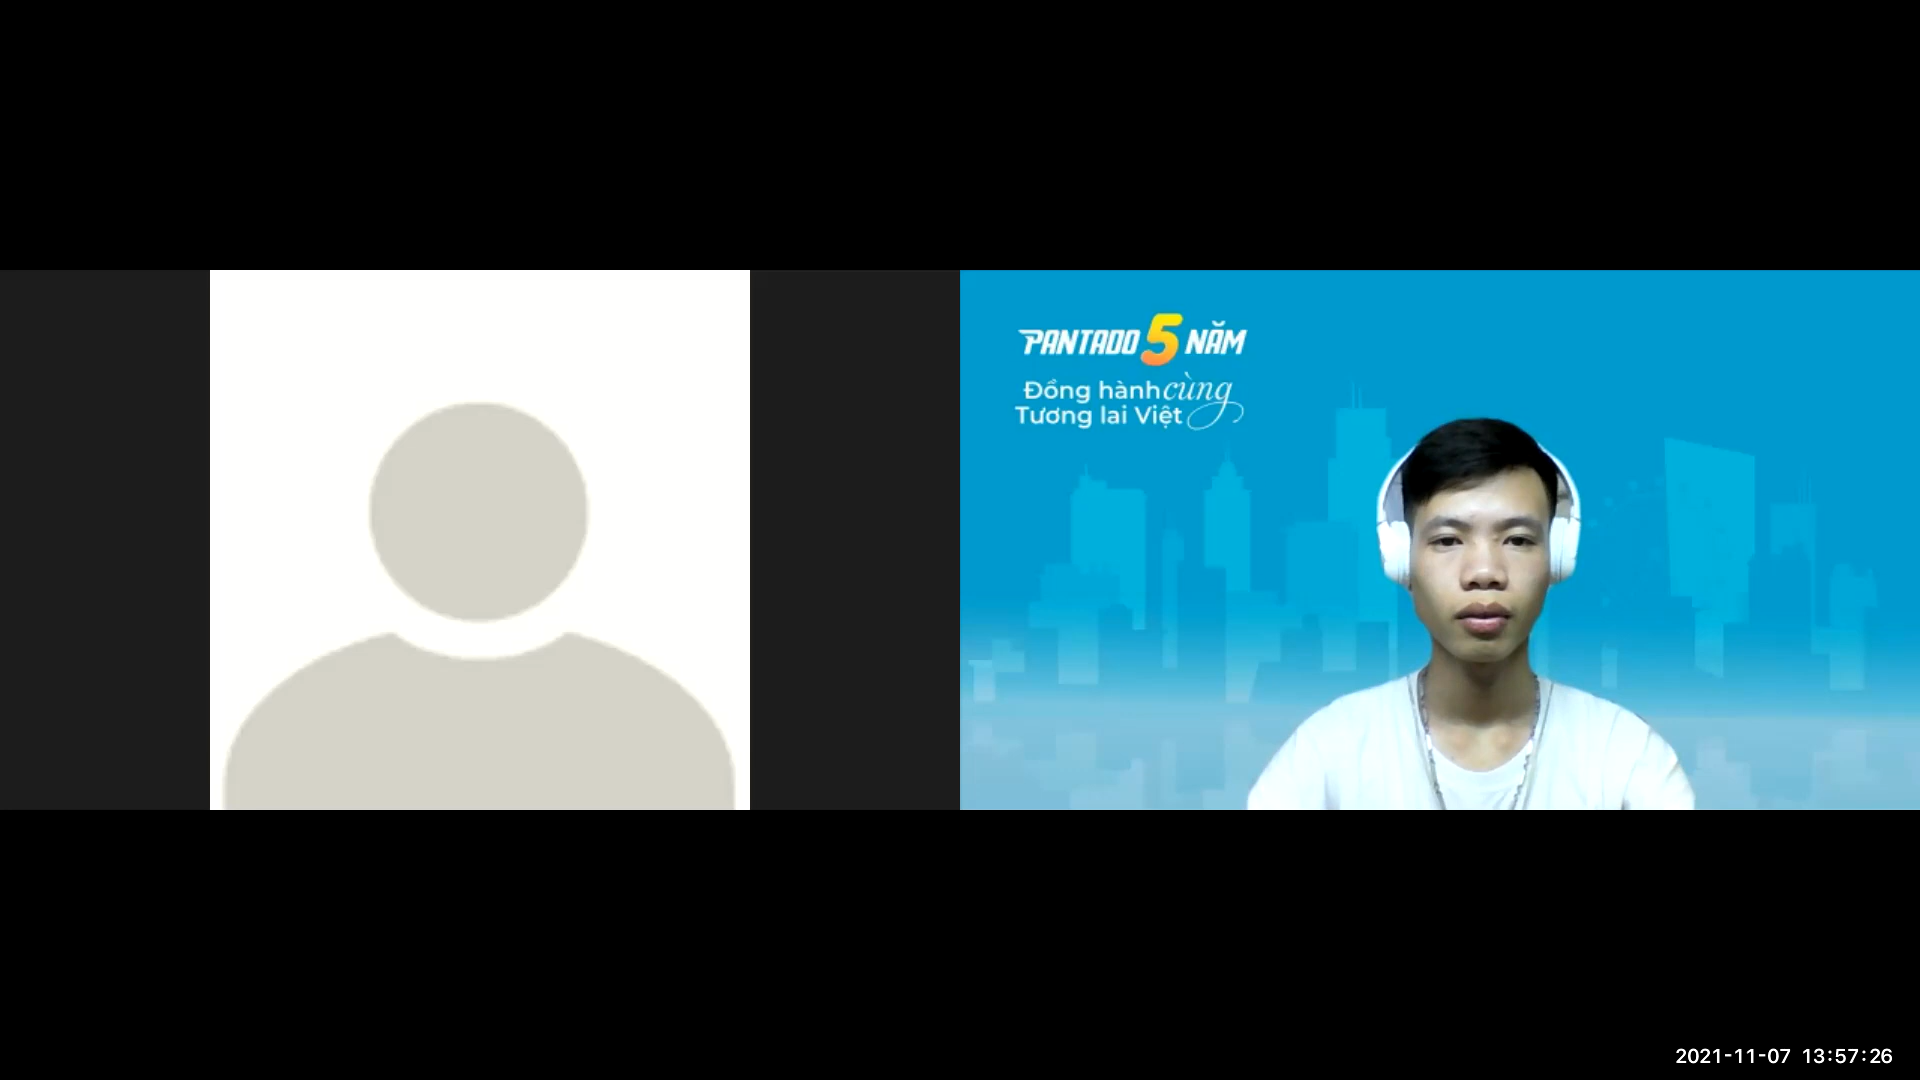 PANTADO 5 NĂM
Đồng hành cùng
Tương lai Việt
2021-11-07 13:57:26